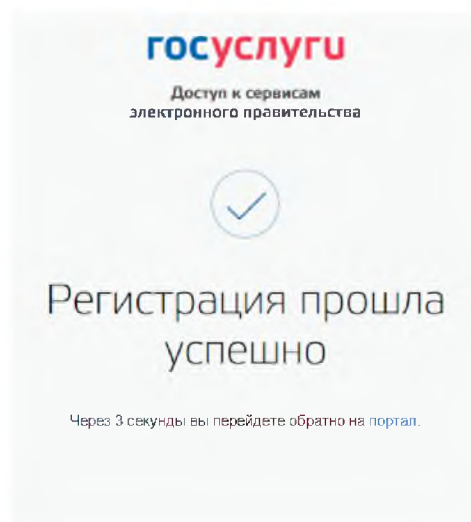 госуслуги
Доступ к сервисам
электронного правительства
Регистрация прошла
успешно
Через 3 секунды вы перейдете обратно на портал.